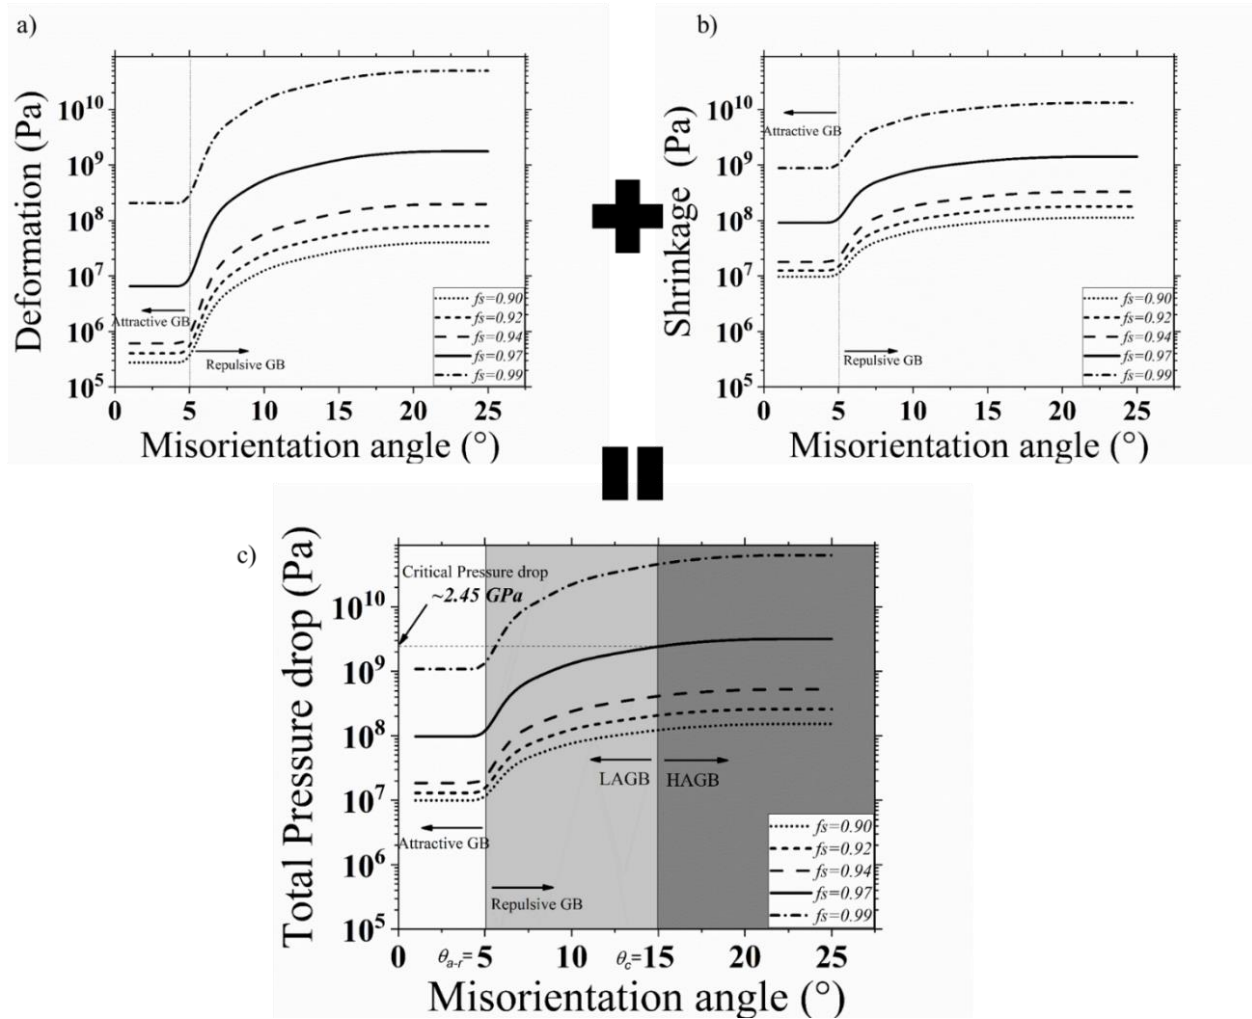 a)
Deformation (Pa)
10^10
10^9
10^8
10^7
10^6
10^5
Attractive GB
Repulsive GB
fs=0.90
fs=0.92
fs=0.94
fs=0.97
fs=0.99
0 5 10 15 20 25
Misorientation angle (°)
b)
Shrinkage (Pa)
10^10
10^9
10^8
10^7
10^6
10^5
Attractive GB
Repulsive GB
fs=0.90
fs=0.92
fs=0.94
fs=0.97
fs=0.99
0 5 10 15 20 25
Misorientation angle (°)
c)
Total Pressure drop (Pa)
10^10
10^9
10^8
10^7
10^6
10^5
Critical Pressure drop
~2.45 GPa
LAGB HAGB
Attractive GB
Repulsive GB
fs=0.90
fs=0.92
fs=0.94
fs=0.97
fs=0.99
0 θa-r= 5 10 θc= 15 20 25
Misorientation angle (°)